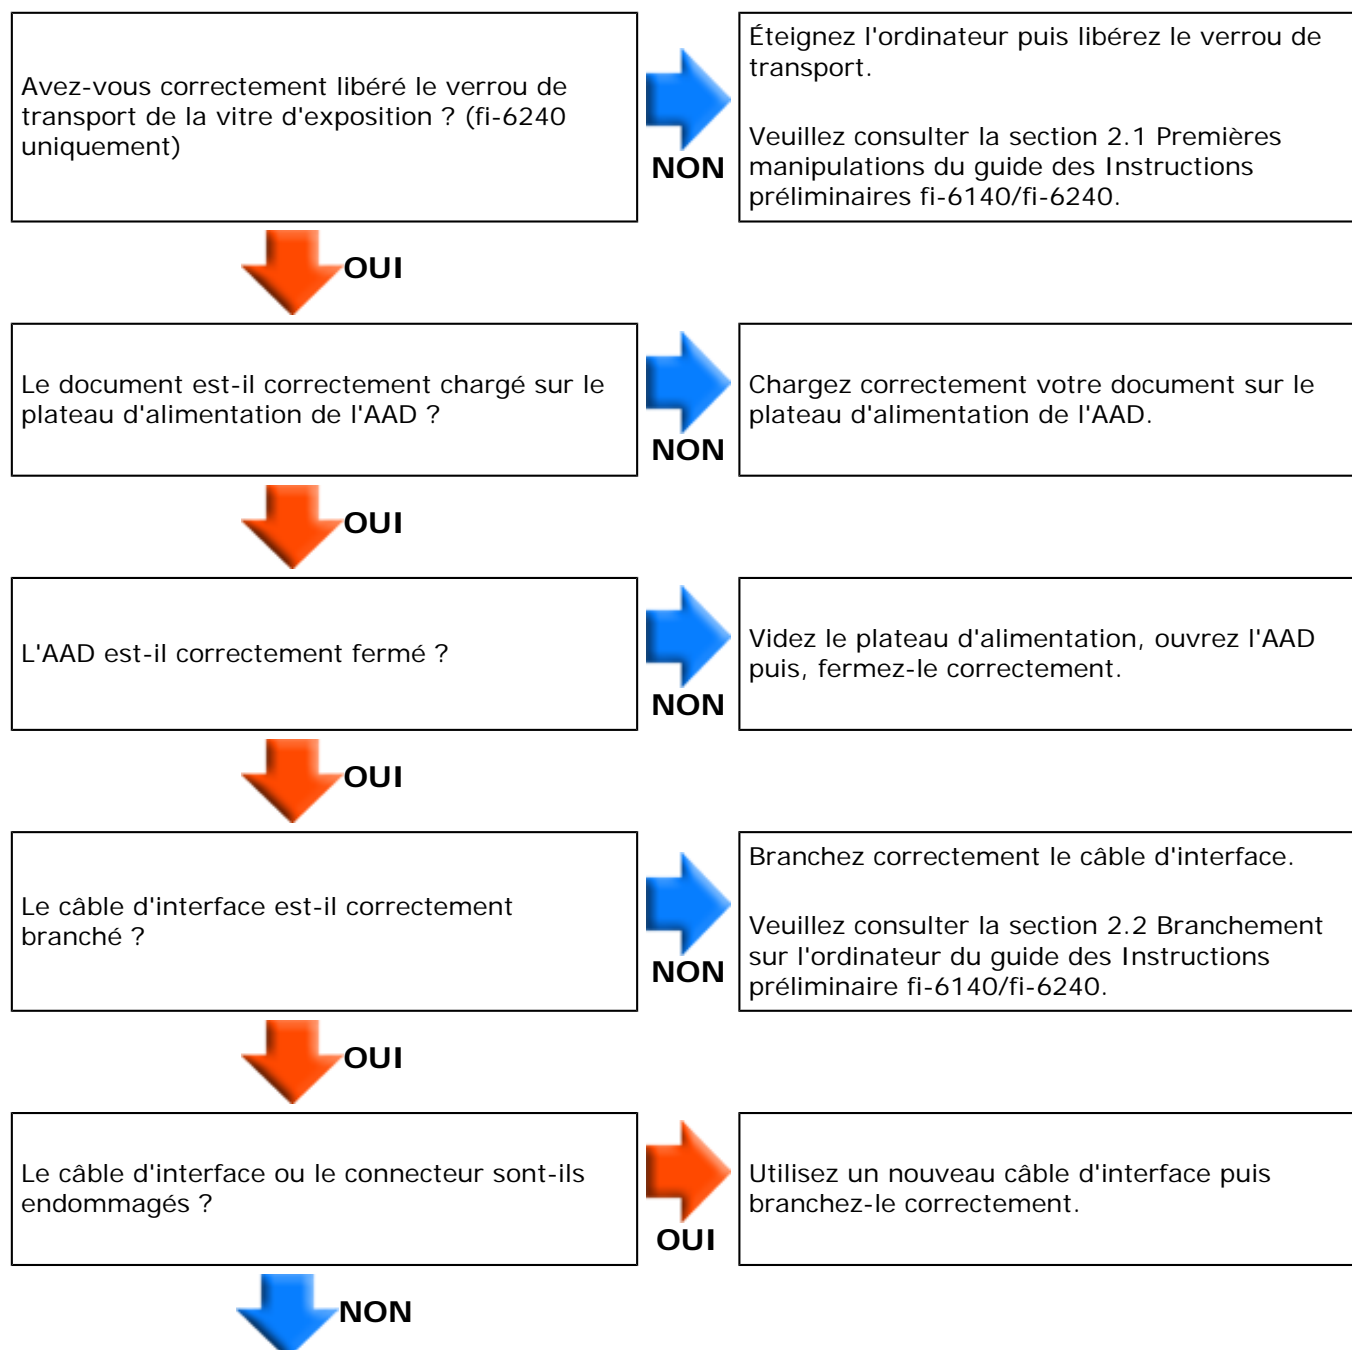 Avez-vous correctement libéré le verrou de
transport de la vitre d'exposition ? (fi-6240
uniquement)
NON
Éteignez l'ordinateur puis libérez le verrou de
transport.
Veuillez consulter la section 2.1 Premières
manipulations du guide des Instructions
préliminaires fi-6140/fi-6240.
OUI
Le document est-il correctement chargé sur le
plateau d'alimentation de l'AAD ?
NON
Chargez correctement votre document sur le
plateau d'alimentation de l'AAD.
OUI
L'AAD est-il correctement fermé ?
NON
Videz le plateau d'alimentation, ouvrez l'AAD
puis, fermez-le correctement.
OUI
Le câble d'interface est-il correctement
branché ?
NON
Branchez correctement le câble d'interface.
Veuillez consulter la section 2.2 Branchement
sur l'ordinateur du guide des Instructions
préliminaire fi-6140/fi-6240.
OUI
Le câble d'interface ou le connecteur sont-ils
endommagés ?
OUI
Utilisez un nouveau câble d'interface puis
branchez-le correctement.
NON